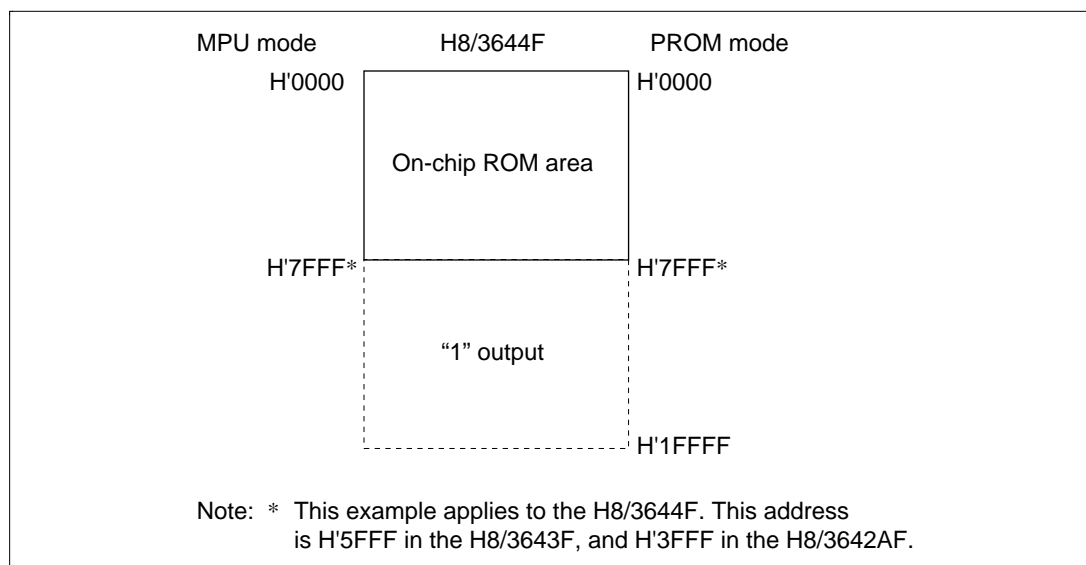 MPU mode H8/3644F PROM mode
H'0000 H'0000
On-chip ROM area
H'7FFF* H'7FFF*
“1” output
H'1FFFF
Note: * This example applies to the H8/3644F. This address
is H'5FFF in the H8/3643F, and H'3FFF in the H8/3642AF.